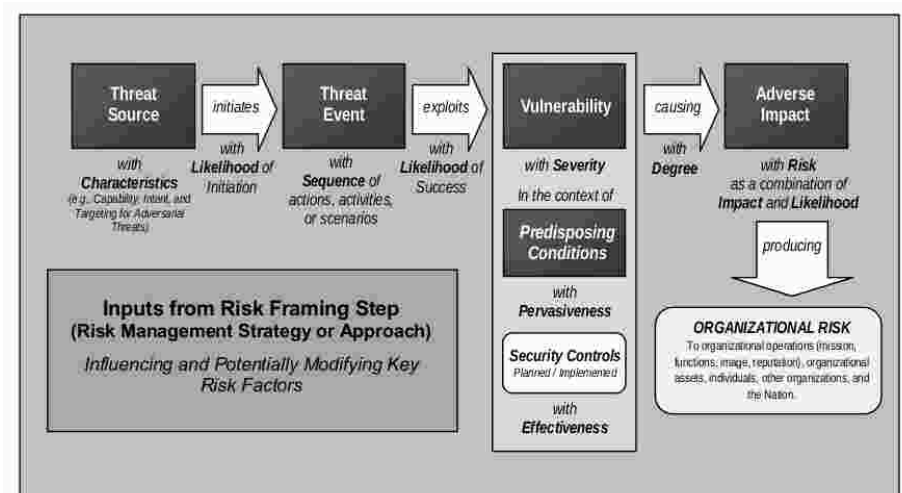 Threat
Source
initiates
Threat
Event
exploits
Vulnerability
causing
Adverse
Impact
with
Characteristics
(e.g., Capability, Intent, and
Targeting for Adversarial
Threats)
with
Likelihood of
Initiation
with
Sequence of
actions, activities,
or scenarios
with
Likelihood of
Success
with Severity
In the context of
Predisposing
Conditions
with
Pervasiveness
Security Controls
Planned / Implemented
with
Effectiveness
with
Degree
with Risk
as a combination of
Impact and Likelihood
producing
ORGANIZATIONAL RISK
To organizational operations (mission,
functions, image, reputation), organizational
assets, individuals, other organizations, and
the Nation.
Inputs from Risk Framing Step
(Risk Management Strategy or Approach)
Influencing and Potentially Modifying Key
Risk Factors